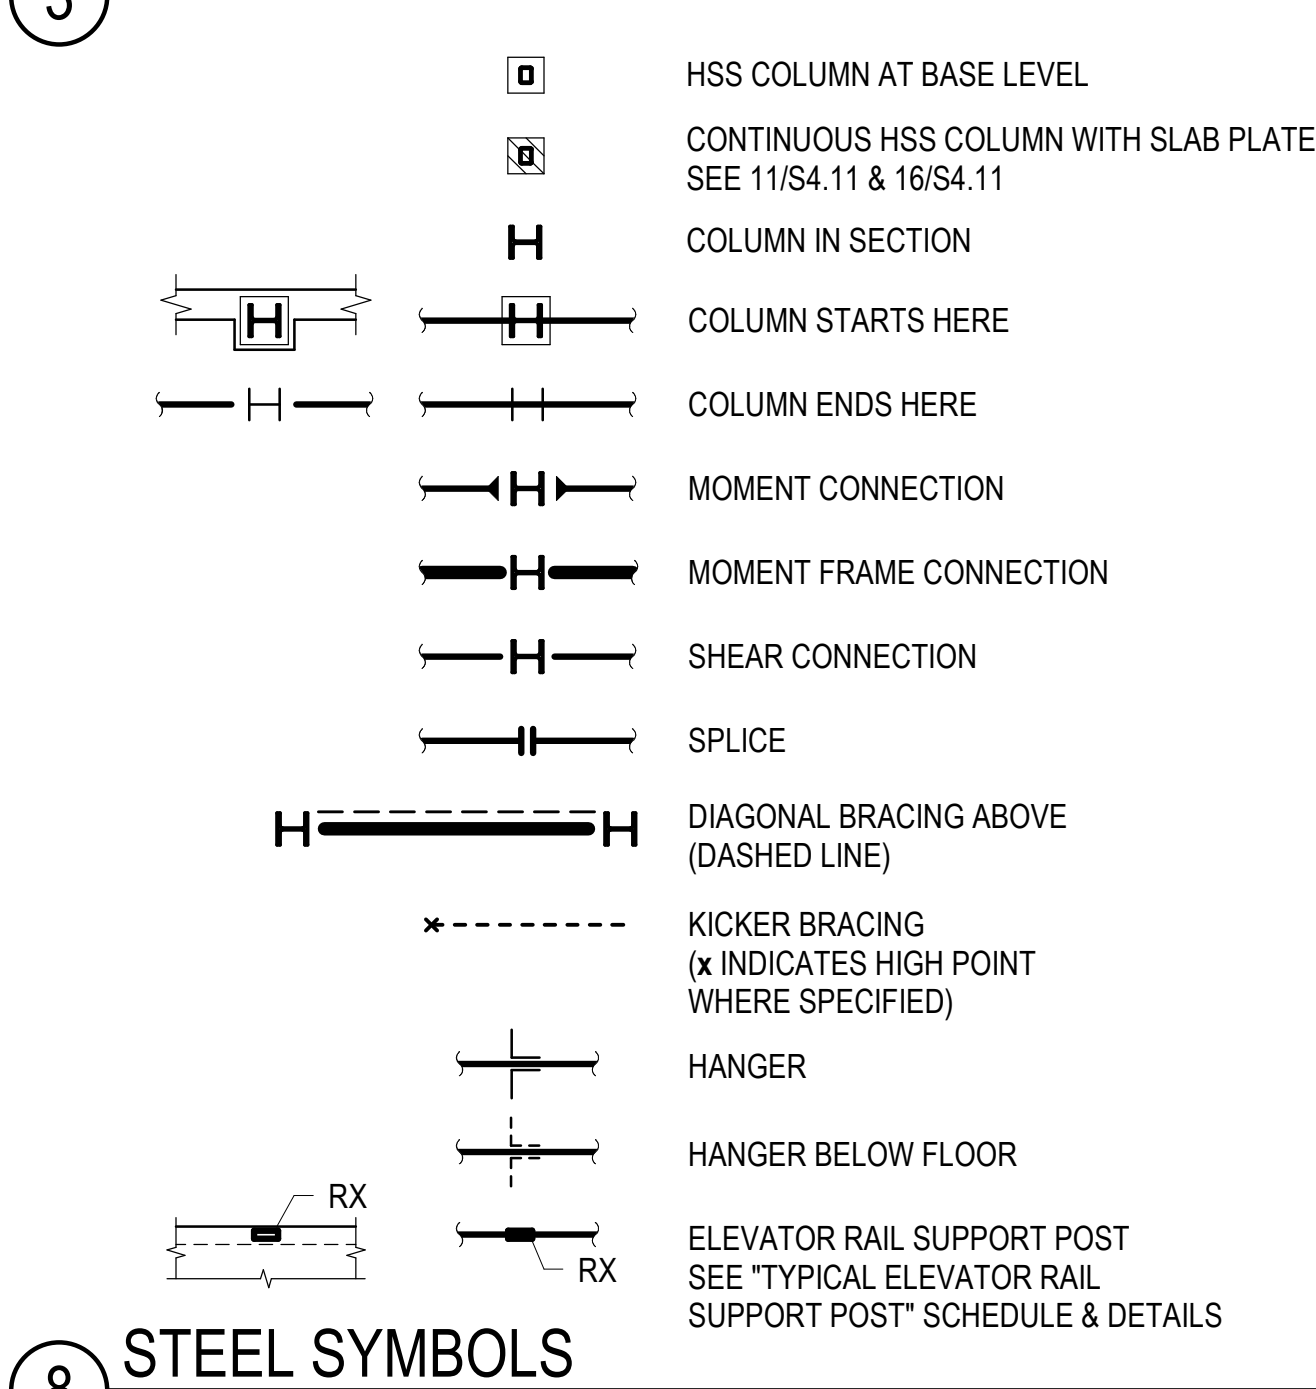 HSS COLUMN AT BASE LEVEL
CONTINUOUS HSS COLUMN WITH SLAB PLATE
SEE 11/S4.11 & 16/S4.11
COLUMN IN SECTION
COLUMN STARTS HERE
COLUMN ENDS HERE
MOMENT CONNECTION
MOMENT FRAME CONNECTION
SHEAR CONNECTION
SPLICE
DIAGONAL BRACING ABOVE
(DASHED LINE)
KICKER BRACING
(x INDICATES HIGH POINT
WHERE SPECIFIED)
HANGER
HANGER BELOW FLOOR
RX
RX
ELEVATOR RAIL SUPPORT POST
SEE "TYPICAL ELEVATOR RAIL
SUPPORT POST" SCHEDULE & DETAILS
STEEL SYMBOLS